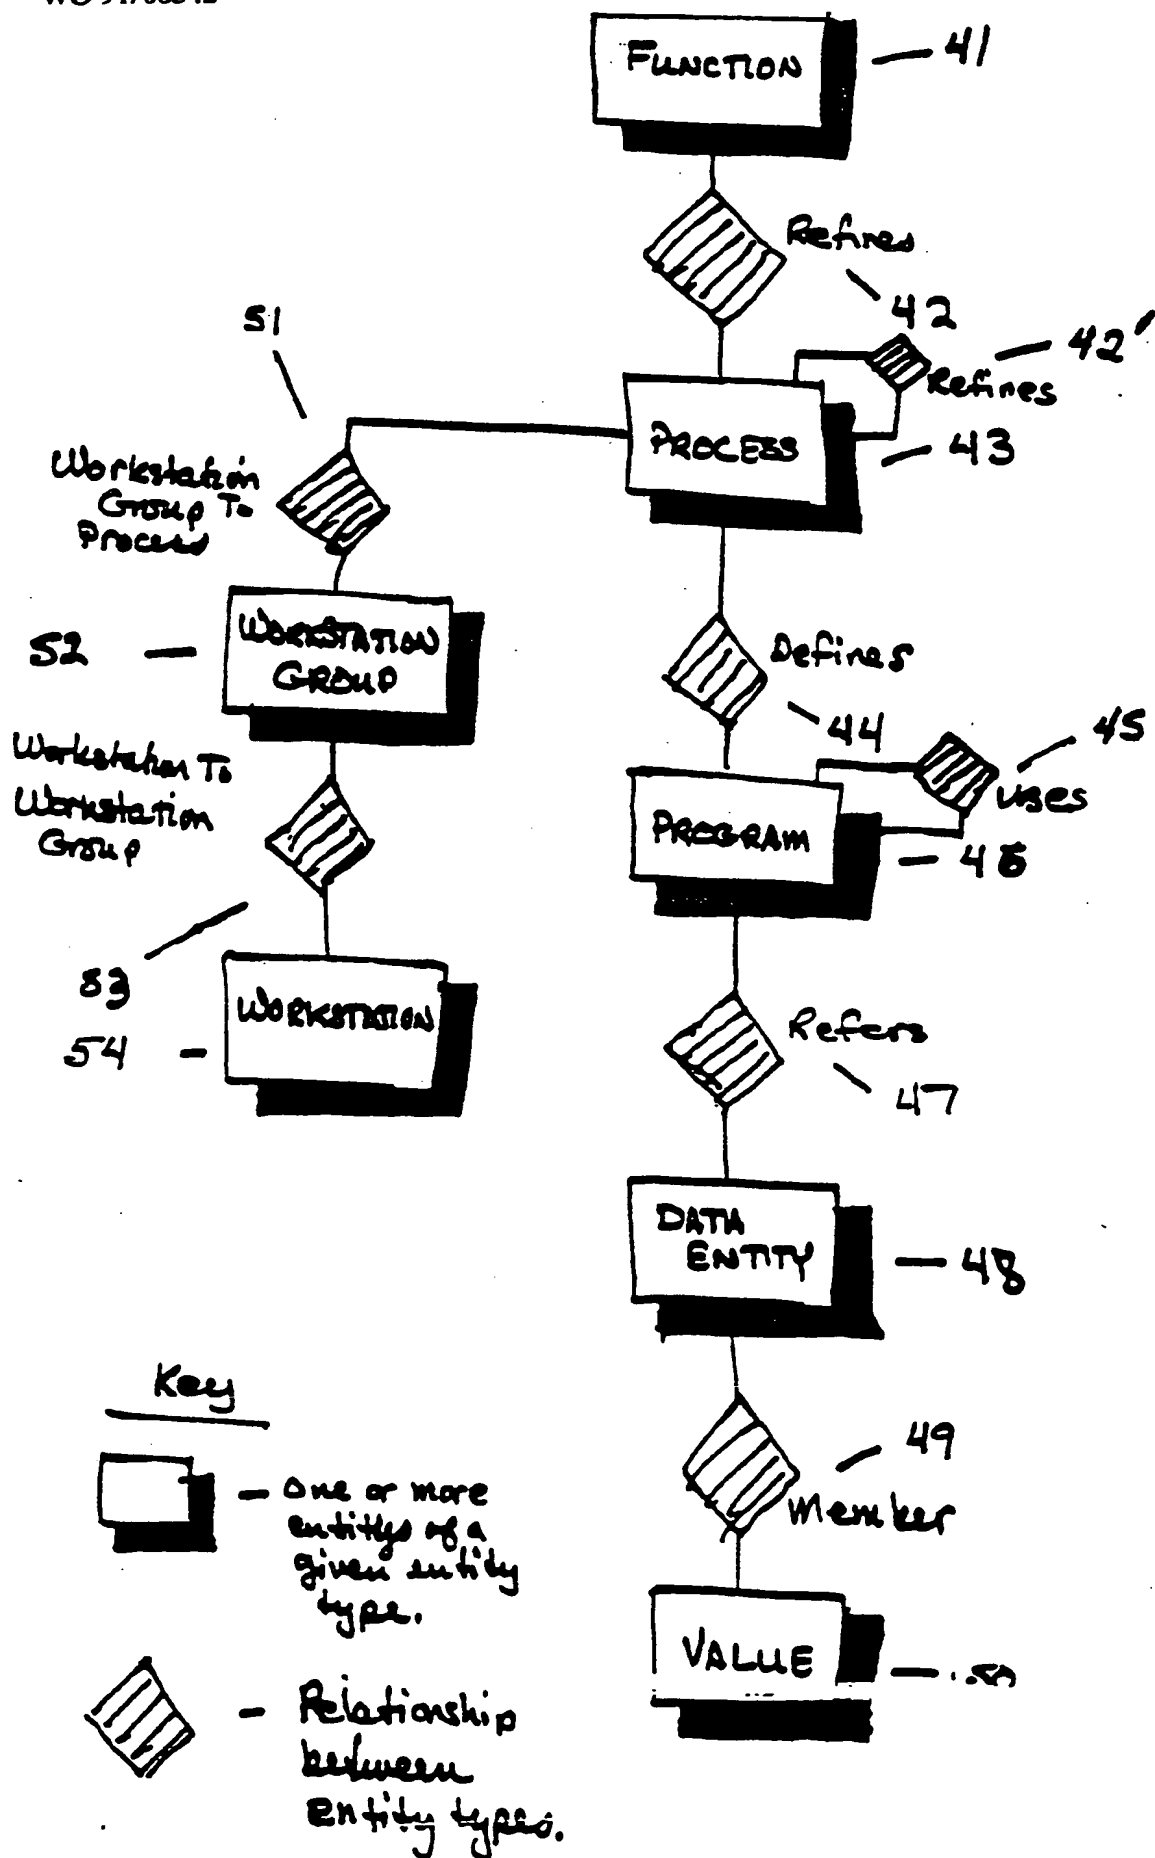 FUNCTION
41
Refines
42
42'
Refines
51
PROCESS
43
Workstation
Group To
Process
WORKSTATION
GROUP
52
Defines
44
45
Uses
Workstation To
Workstation
Group
PROGRAM
46
53
WORKSTATION
54
Refers
47
DATA
ENTITY
48
Key
49
Member
- One or more
entitys of a
given entity
type.
VALUE
- Relationship
between
Entity types.